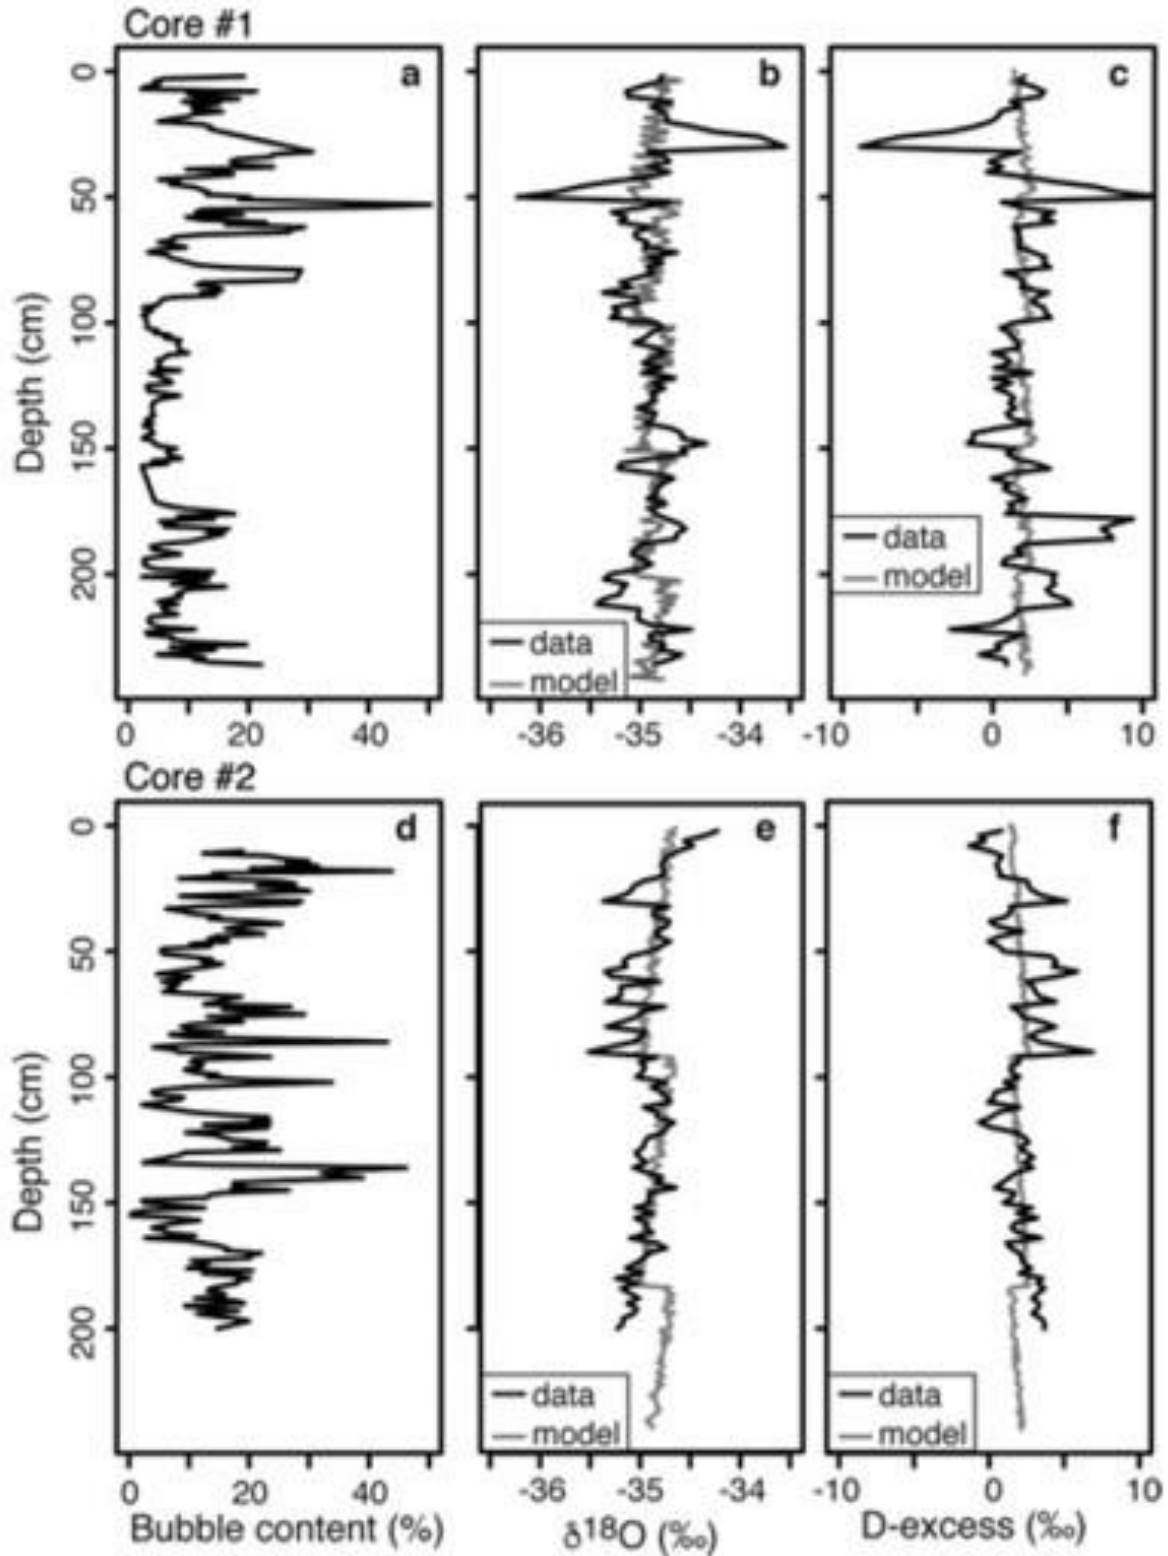 Core #1
a b c
0
50
100
150
200
Depth (cm)
data
model
data
model
0 20 40
-36 -35 -34
-10 0 10
Core #2
d e f
0
50
100
150
200
Depth (cm)
data
model
data
model
0 20 40
-36 -35 -34
-10 0 10
Bubble content (%)
δ¹⁸O (‰)
D-excess (‰)